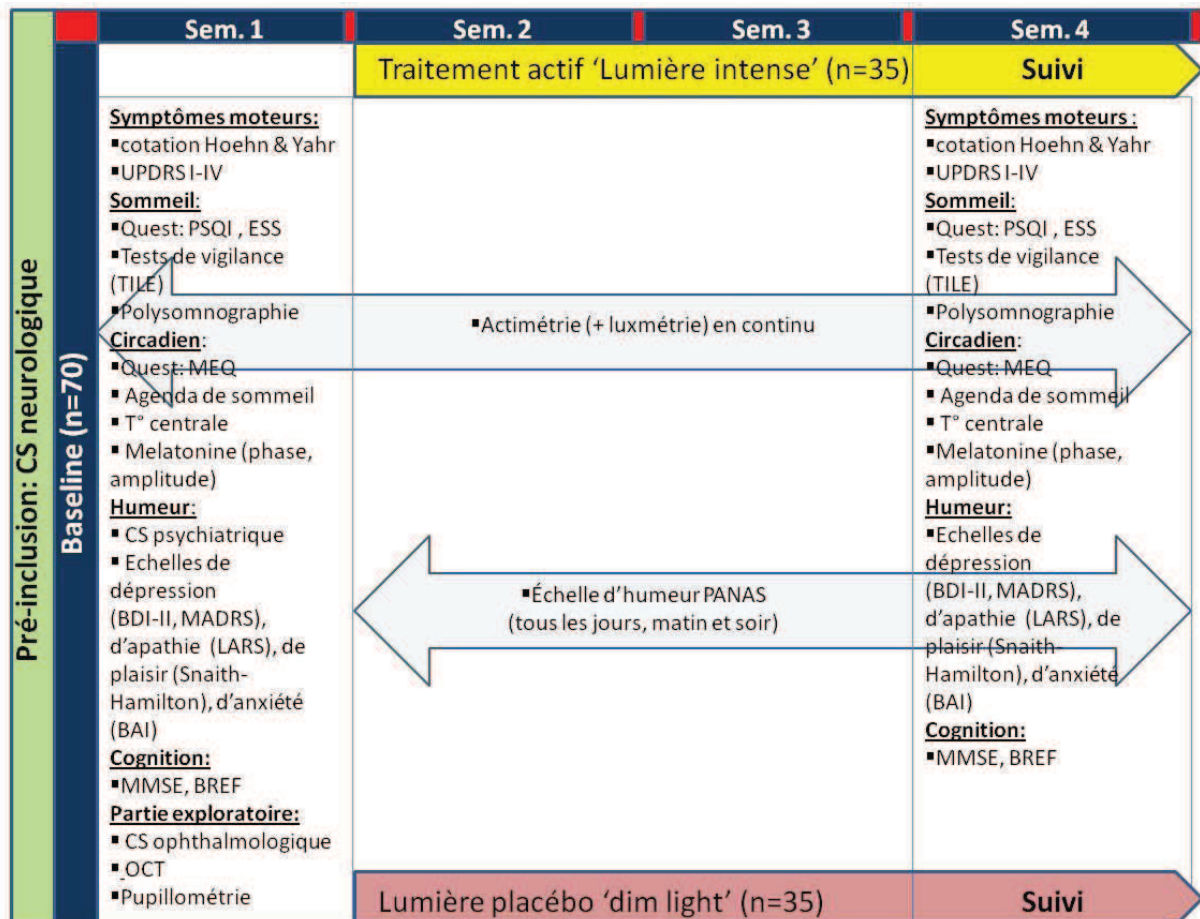 Pré-inclusion: CS neurologique
Baseline (n=70)
Sem. 1
Sem. 2
Sem. 3
Sem. 4
Traitement actif ‘Lumière intense’ (n=35)
Suivi
Symptômes moteurs:
▪cotation Hoehn & Yahr
▪UPDRS I-IV
Sommeil:
▪Quest: PSQI , ESS
▪Tests de vigilance
(TILE)
▪Polysomnographie
Circadien:
▪Quest: MEQ
▪ Agenda de sommeil
▪ T° centrale
▪ Melatonine (phase,
amplitude)
Humeur:
▪ CS psychiatrique
▪ Echelles de
dépression
(BDI-II, MADRS),
d’apathie (LARS), de
plaisir (Snaith-
Hamilton), d’anxiété
(BAI)
Cognition:
▪MMSE, BREF
Partie exploratoire:
▪ CS ophthalmologique
▪OCT
▪Pupillométrie
▪Actimétrie (+ luxmétrie) en continu
▪Échelle d’humeur PANAS
(tous les jours, matin et soir)
Symptômes moteurs :
▪cotation Hoehn & Yahr
▪UPDRS I-IV
Sommeil:
▪Quest: PSQI , ESS
▪Tests de vigilance
(TILE)
▪Polysomnographie
Circadien:
▪Quest: MEQ
▪ Agenda de sommeil
▪ T° centrale
▪ Melatonine (phase,
amplitude)
Humeur:
▪Echelles de
dépression
(BDI-II, MADRS),
d’apathie (LARS), de
plaisir (Snaith-
Hamilton), d’anxiété
(BAI)
Cognition:
▪MMSE, BREF
Lumière placébo ‘dim light’ (n=35)
Suivi